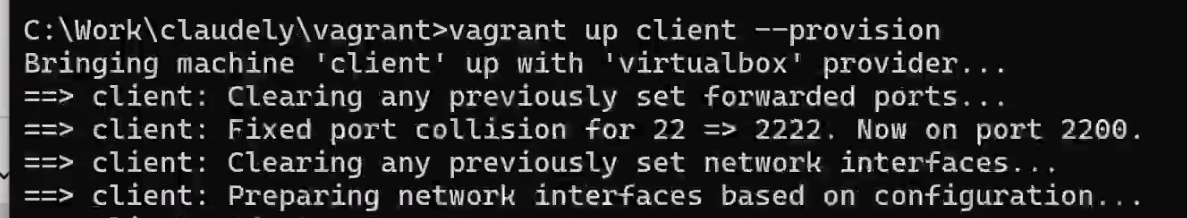 C:\Work\claudely\vagrant>vagrant up client --provision
Bringing machine 'client' up with 'virtualbox' provider...
==> client: Clearing any previously set forwarded ports...
==> client: Fixed port collision for 22 => 2222. Now on port 2200.
==> client: Clearing any previously set network interfaces...
==> client: Preparing network interfaces based on configuration...